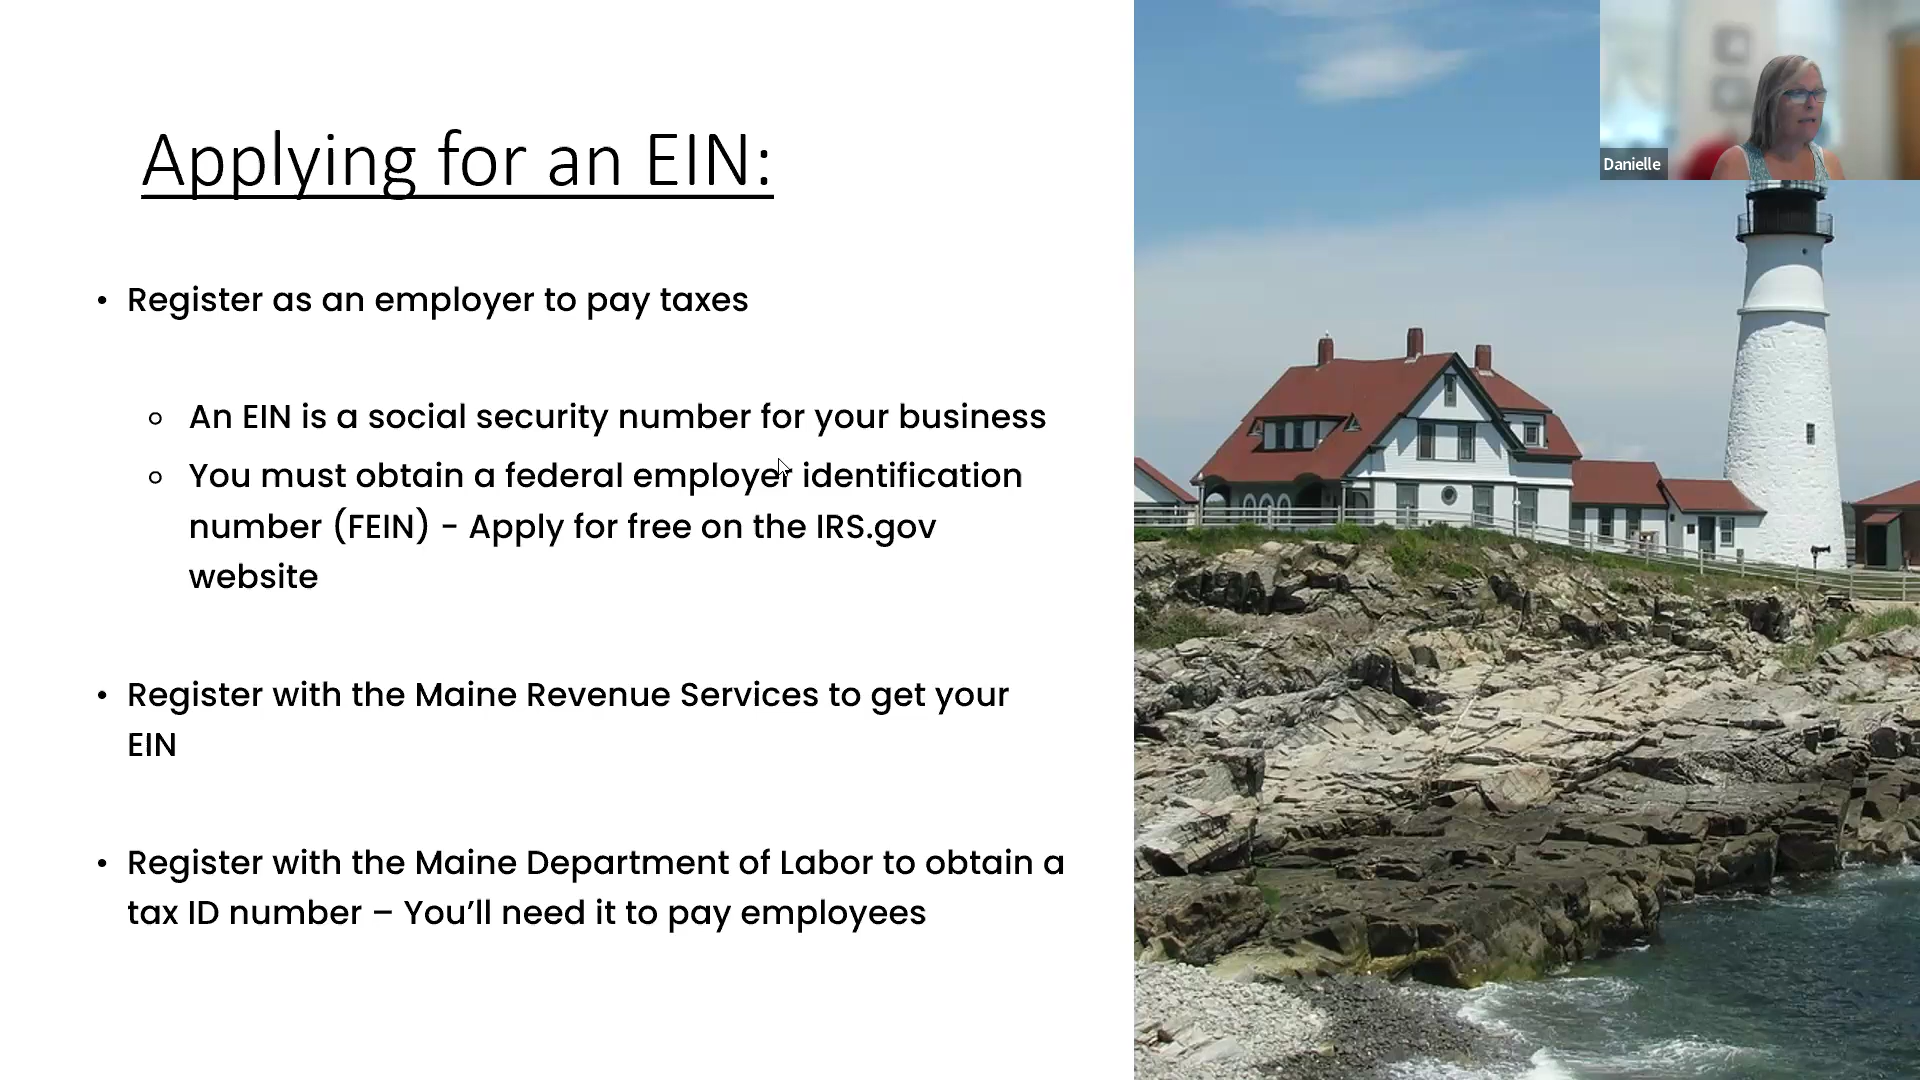 Applying for an EIN:
Danielle
• Register as an employer to pay taxes
o An EIN is a social security number for your business
o You must obtain a federal employer identification
number (FEIN) - Apply for free on the IRS.gov
website
• Register with the Maine Revenue Services to get your
EIN
• Register with the Maine Department of Labor to obtain a
tax ID number – You’ll need it to pay employees